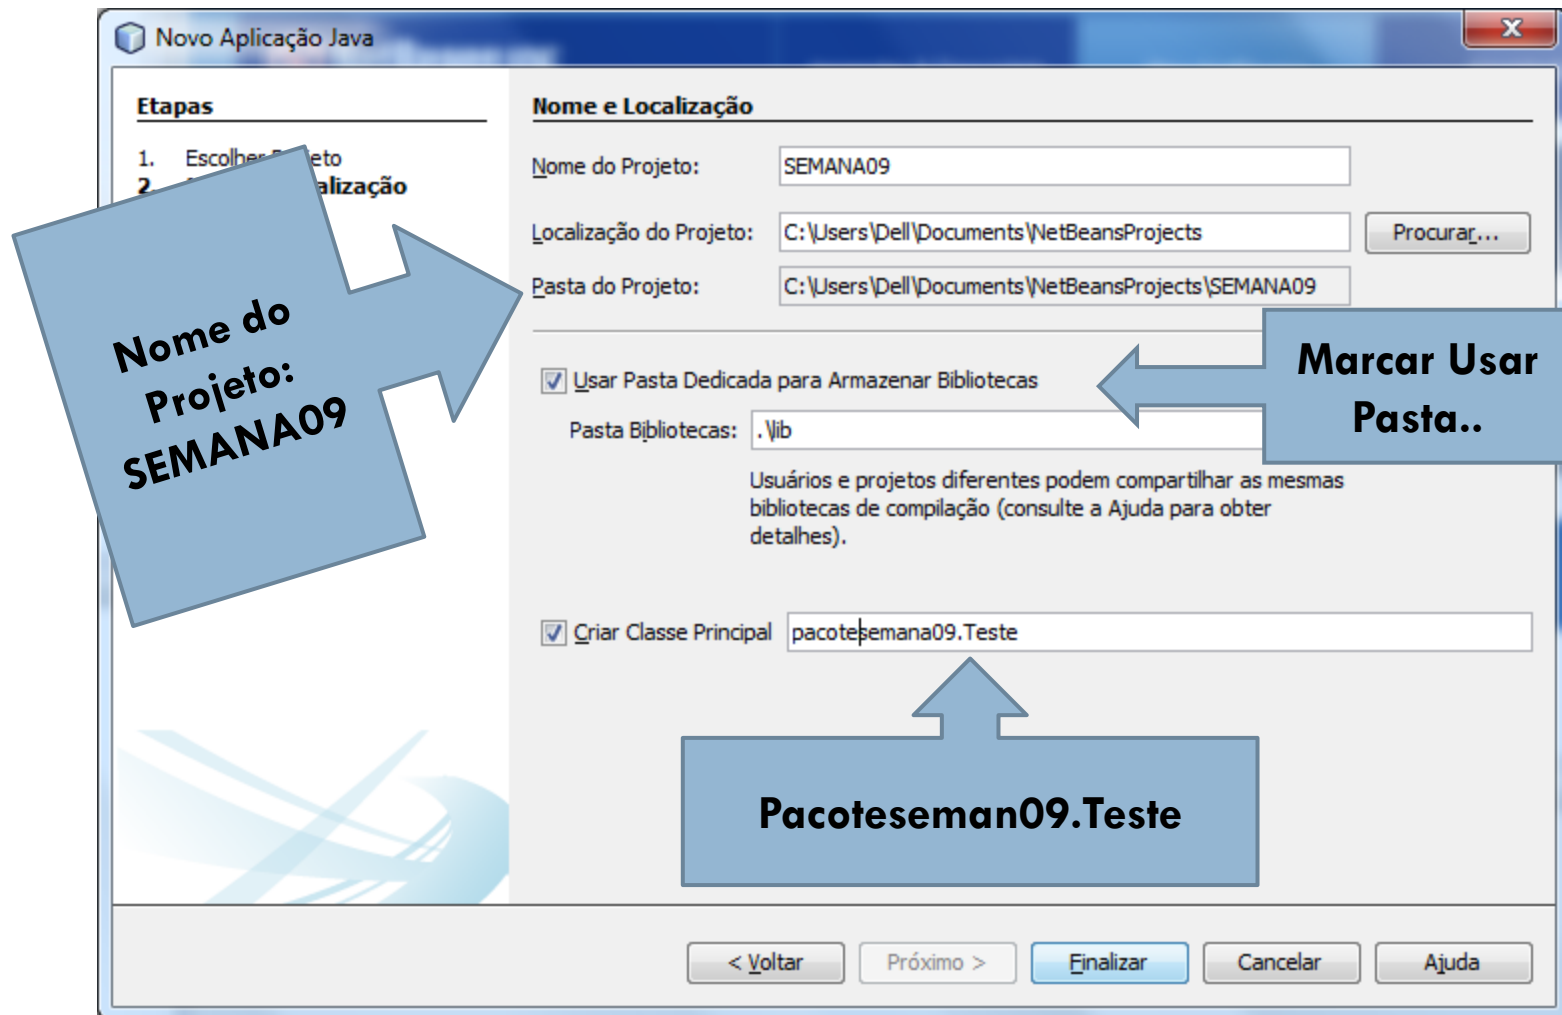 Novo Aplicação Java
x
Etapas
1. Escolher eto
2. alização
Nome e Localização
Nome do Projeto: SEMANA09
Localização do Projeto: C:\Users\Dell\Documents\NetBeansProjects Procurar...
Pasta do Projeto: C:\Users\Dell\Documents\NetBeansProjects\SEMANA09
Usar Pasta Dedicada para Armazenar Bibliotecas
Pasta Bibliotecas: .\lib
Usuários e projetos diferentes podem compartilhar as mesmas
bibliotecas de compilação (consulte a Ajuda para obter
detalhes).
Criar Classe Principal pacotesemana09.Teste
Nome do
Projeto:
SEMANA09
Marcar Usar
Pasta..
Pacoteseman09.Teste
< Voltar Próximo > Finalizar Cancelar Ajuda